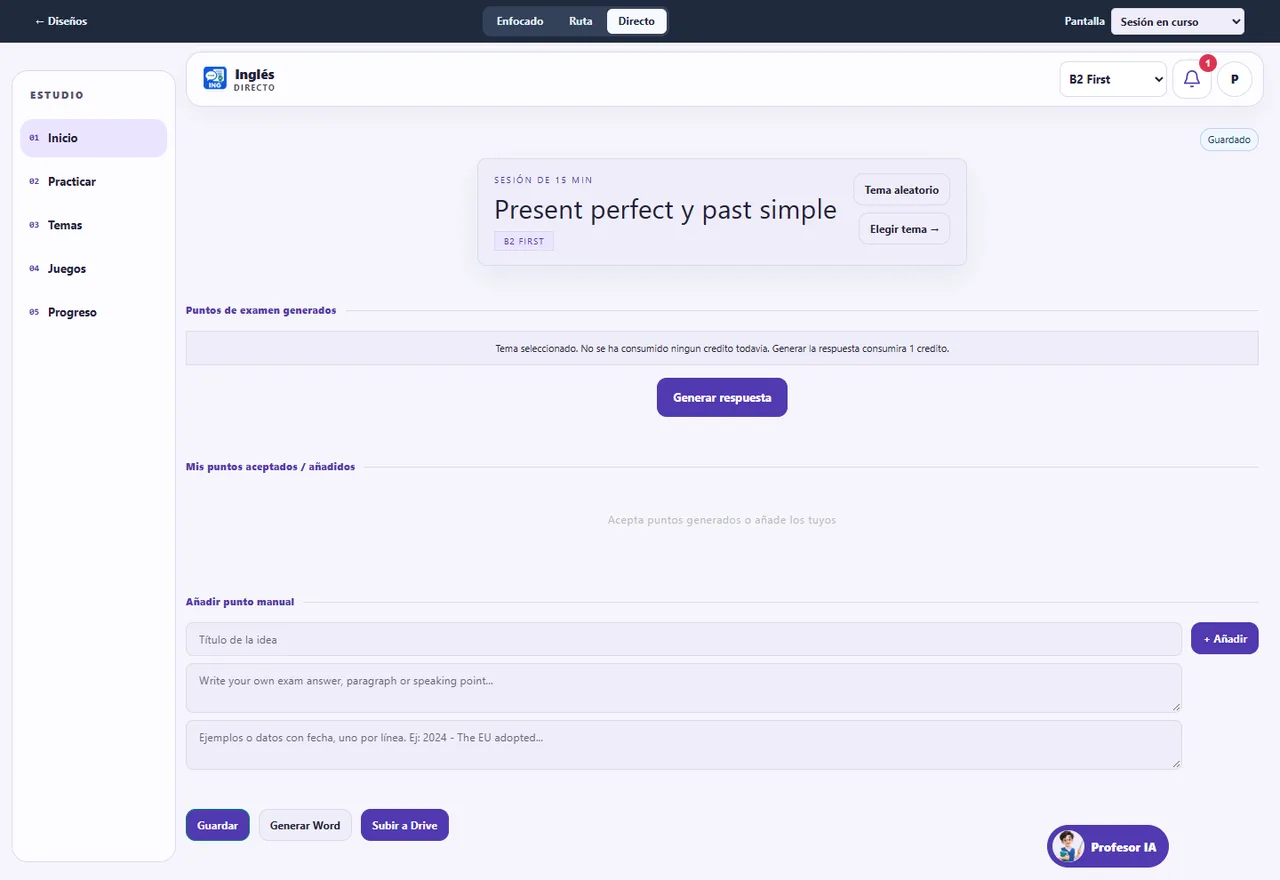 ← Diseños
Enfocado
Ruta
Directo
Pantalla
Sesión en curso
ESTUDIO
01 Inicio
02 Practicar
03 Temas
04 Juegos
05 Progreso
ING
Inglés
DIRECTO
B2 First
1
P
Guardado
SESIÓN DE 15 MIN
Present perfect y past simple
B2 FIRST
Tema aleatorio
Elegir tema →
Puntos de examen generados
Tema seleccionado. No se ha consumido ningun credito todavia. Generar la respuesta consumira 1 credito.
Generar respuesta
Mis puntos aceptados / añadidos
Acepta puntos generados o añade los tuyos
Añadir punto manual
Título de la idea
+ Añadir
Write your own exam answer, paragraph or speaking point...
Ejemplos o datos con fecha, uno por línea. Ej: 2024 - The EU adopted...
Guardar
Generar Word
Subir a Drive
Profesor IA